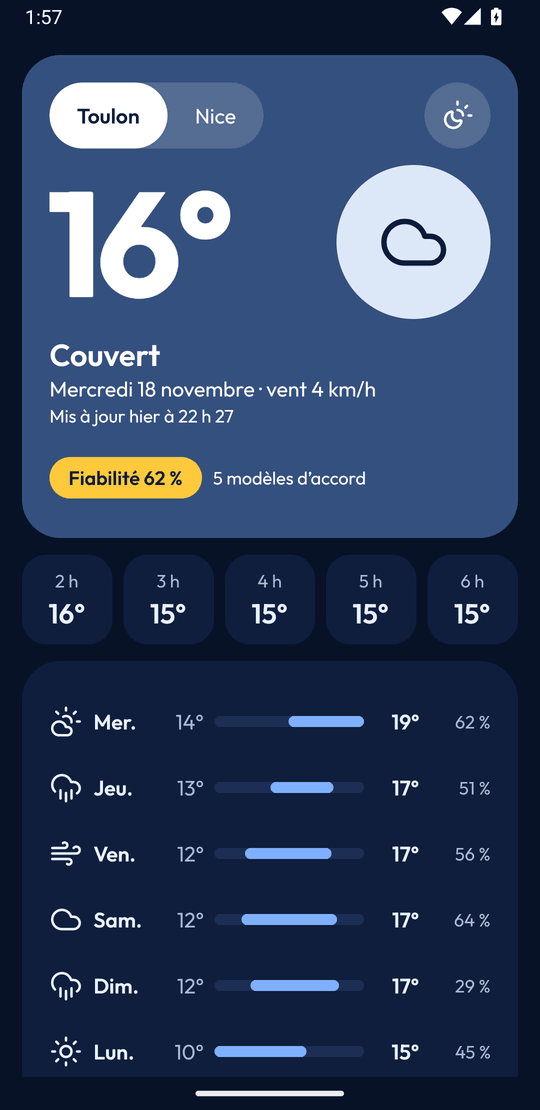 1:57
Toulon Nice
16°
Couvert
Mercredi 18 novembre · vent 4 km/h
Mis à jour hier à 22 h 27
Fiabilité 62 % 5 modèles d’accord
2 h 3 h 4 h 5 h 6 h
16° 15° 15° 15° 15°
Mer. 14° 19° 62 %
Jeu. 13° 17° 51 %
Ven. 12° 17° 56 %
Sam. 12° 17° 64 %
Dim. 12° 17° 29 %
Lun. 10° 15° 45 %